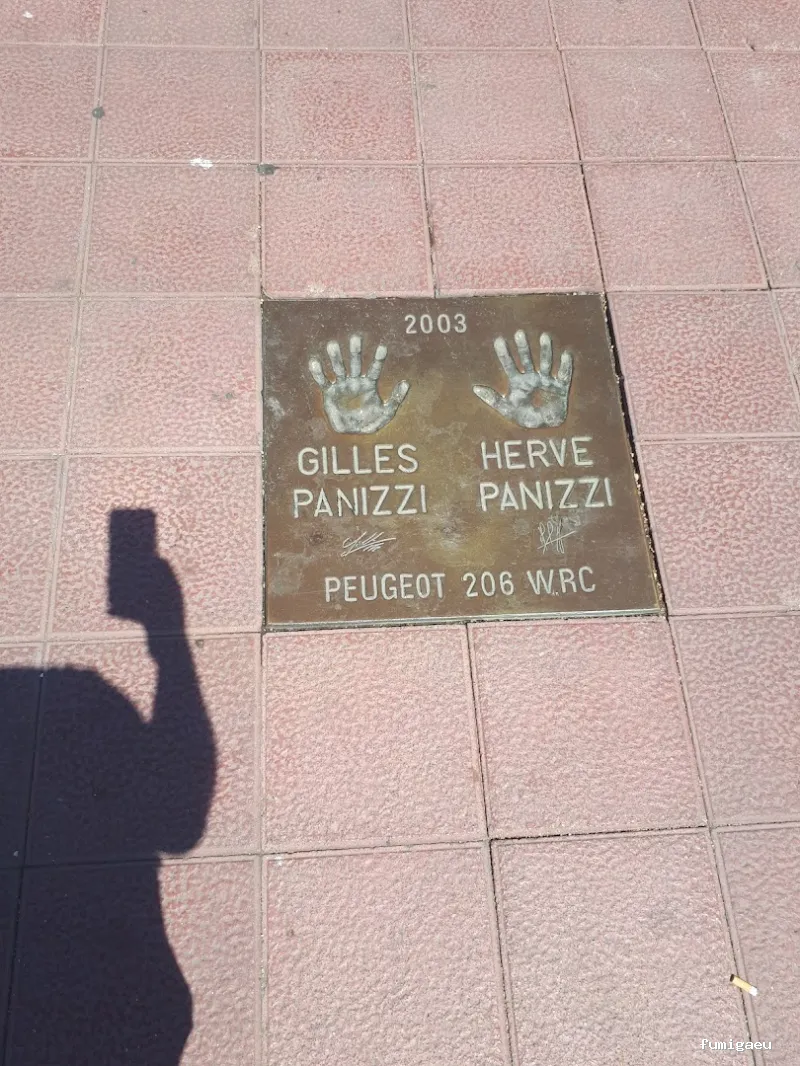 2003
GILLES HERVE
PANIZZI PANIZZI
PEUGEOT 206 WRC
fumigaeu